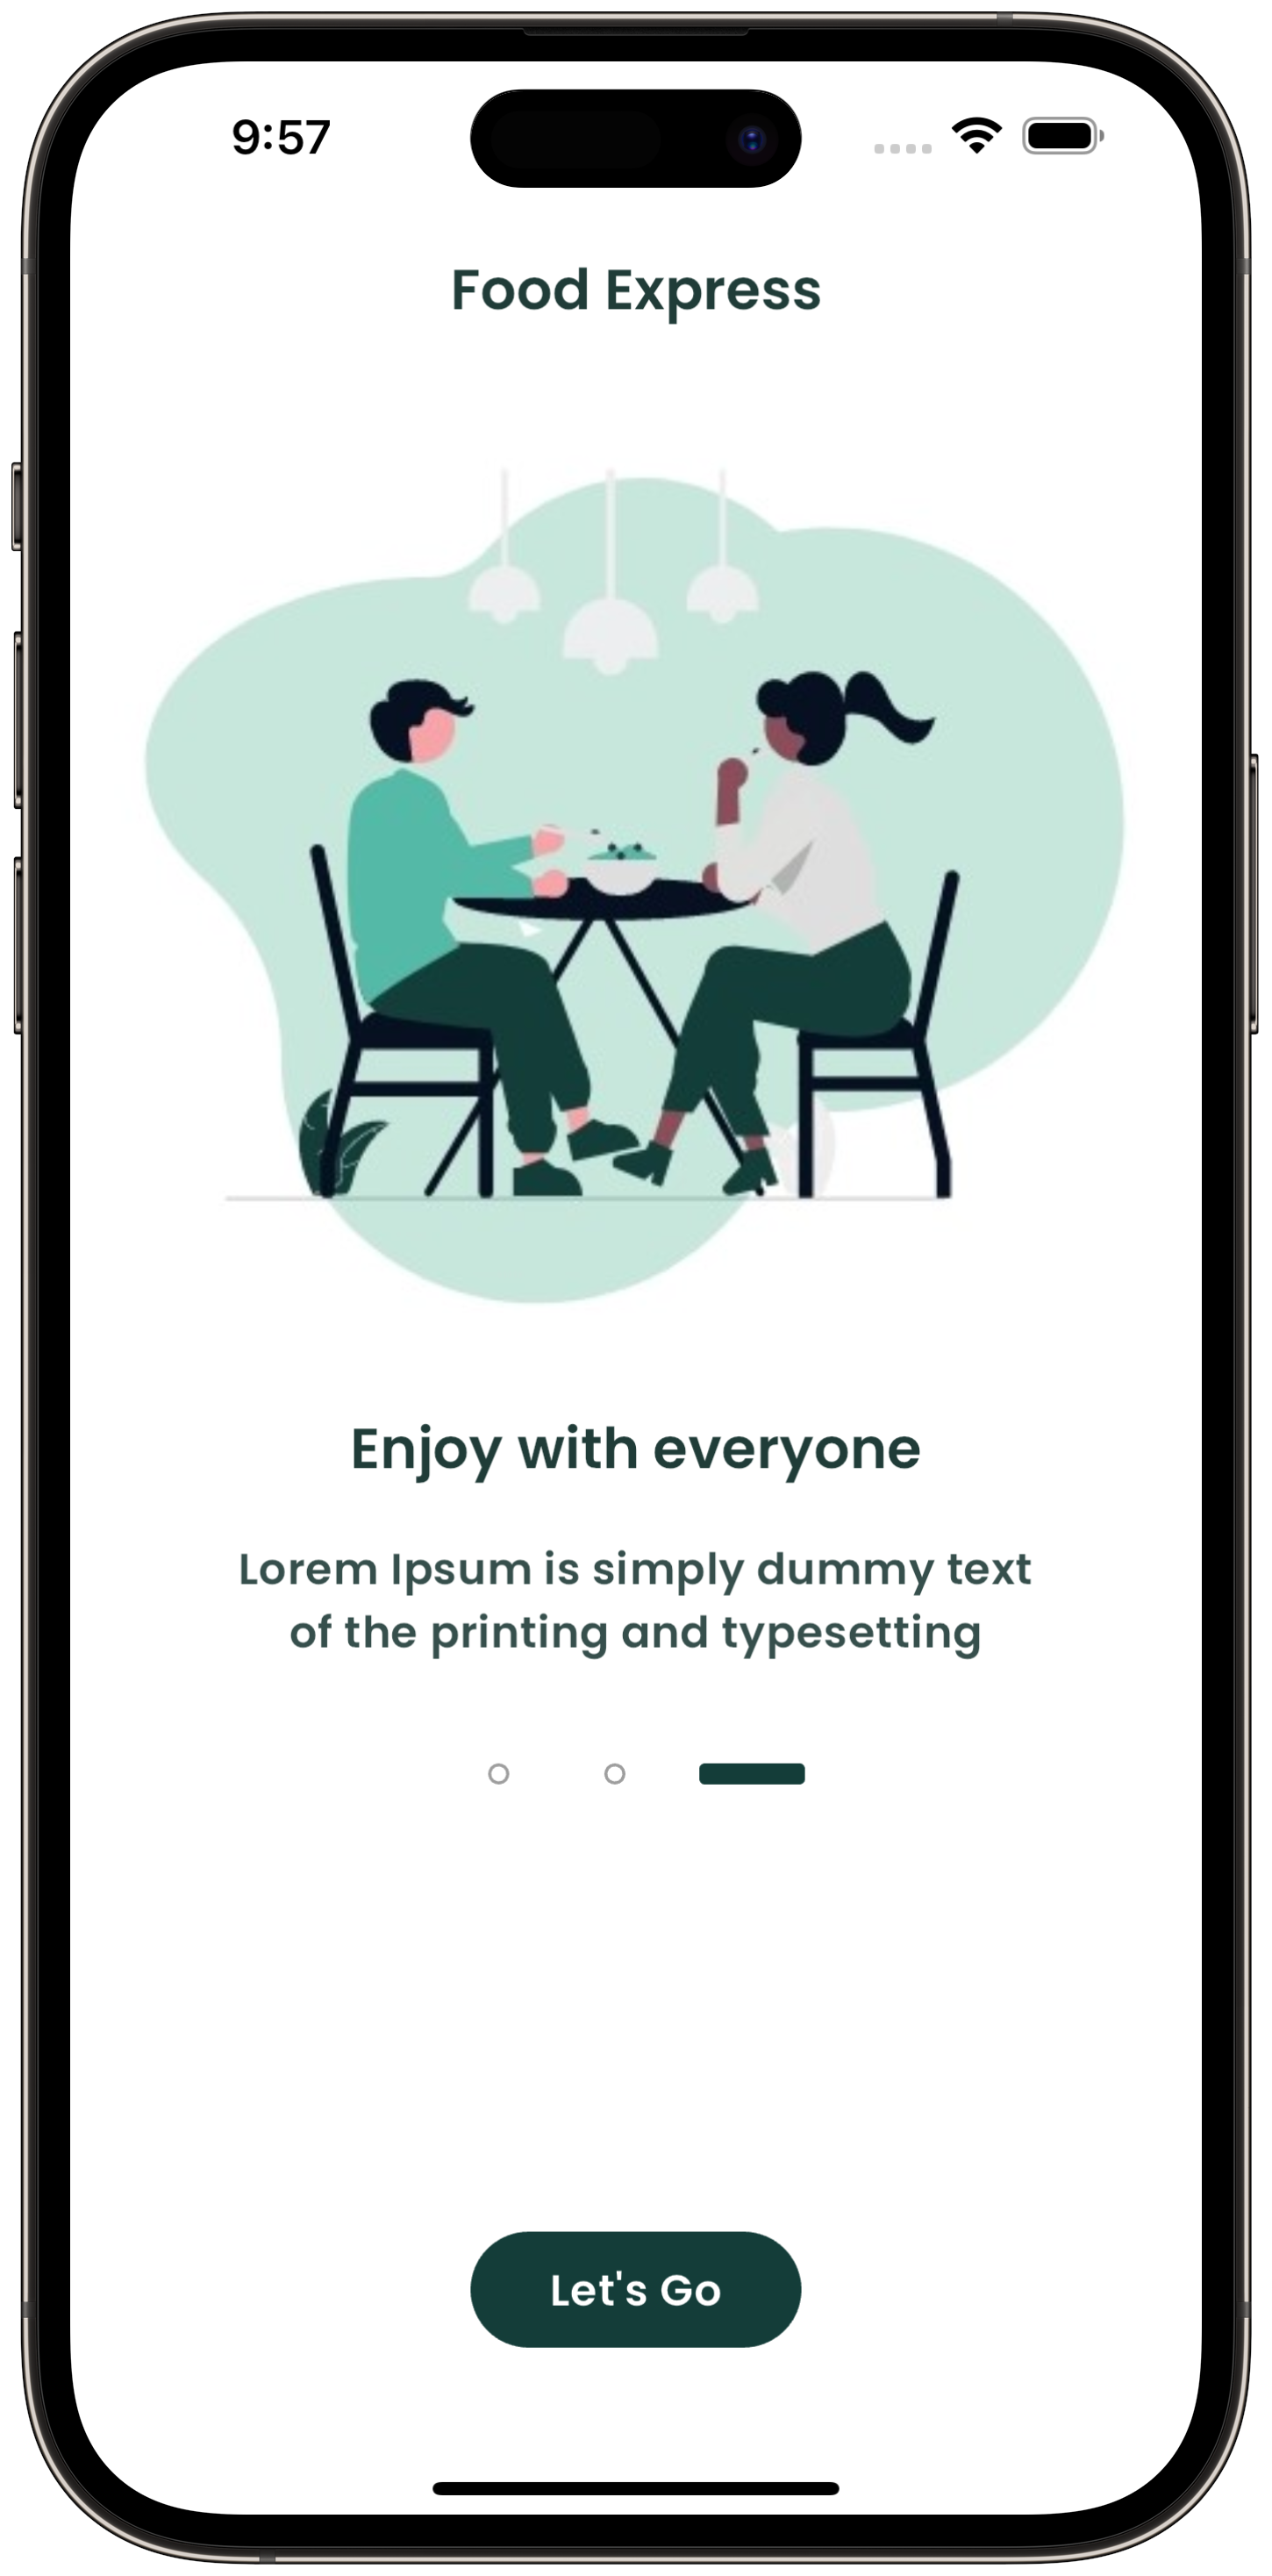 9:57
Food Express
Enjoy with everyone
Lorem Ipsum is simply dummy text
of the printing and typesetting
Let's Go